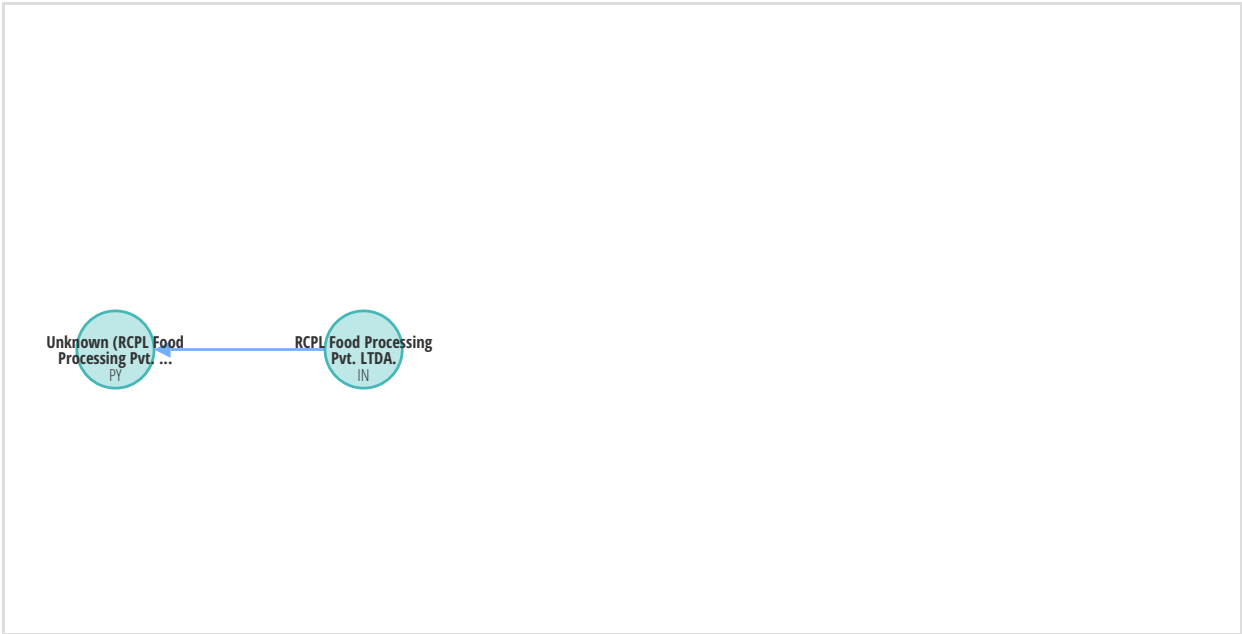 Unknown (RCPL Food
Processing Pvt. ...
PY
RCPL Food Processing
Pvt. LTDA.
IN